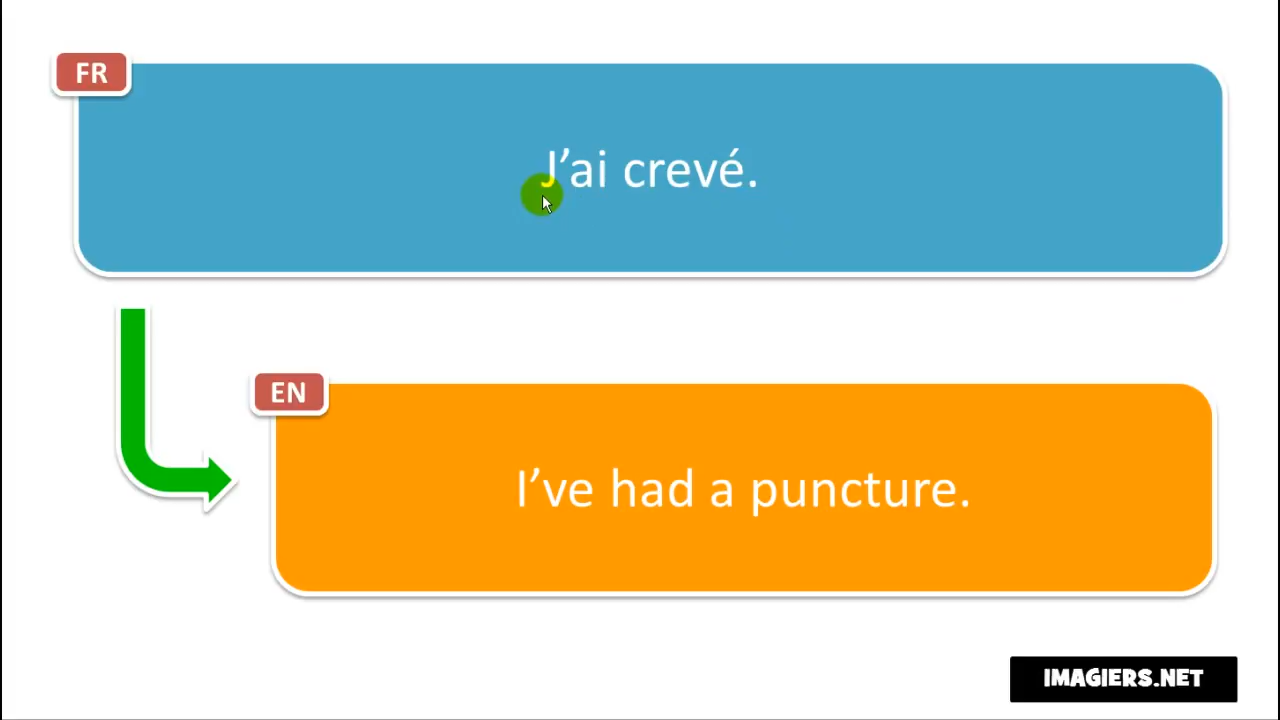 FR
J’ai crevé.
EN
I’ve had a puncture.
IMAGIERS.NET